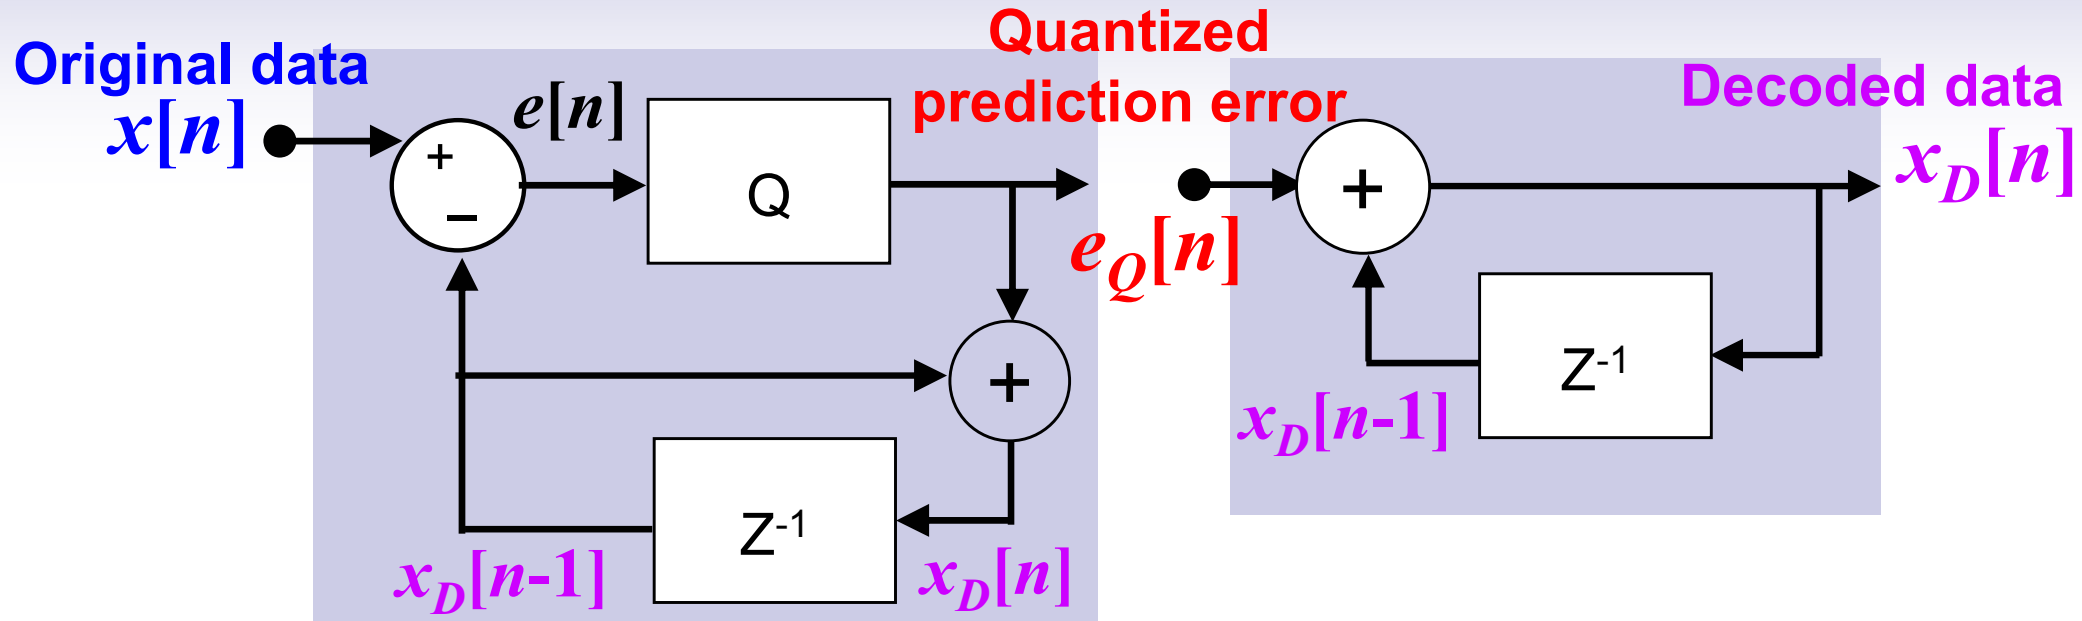 Original data
x[n]
e[n]
+
−
Q
Quantized
prediction error
e_Q[n]
+
Z⁻¹
x_D[n-1]
x_D[n]
+
Z⁻¹
x_D[n-1]
Decoded data
x_D[n]